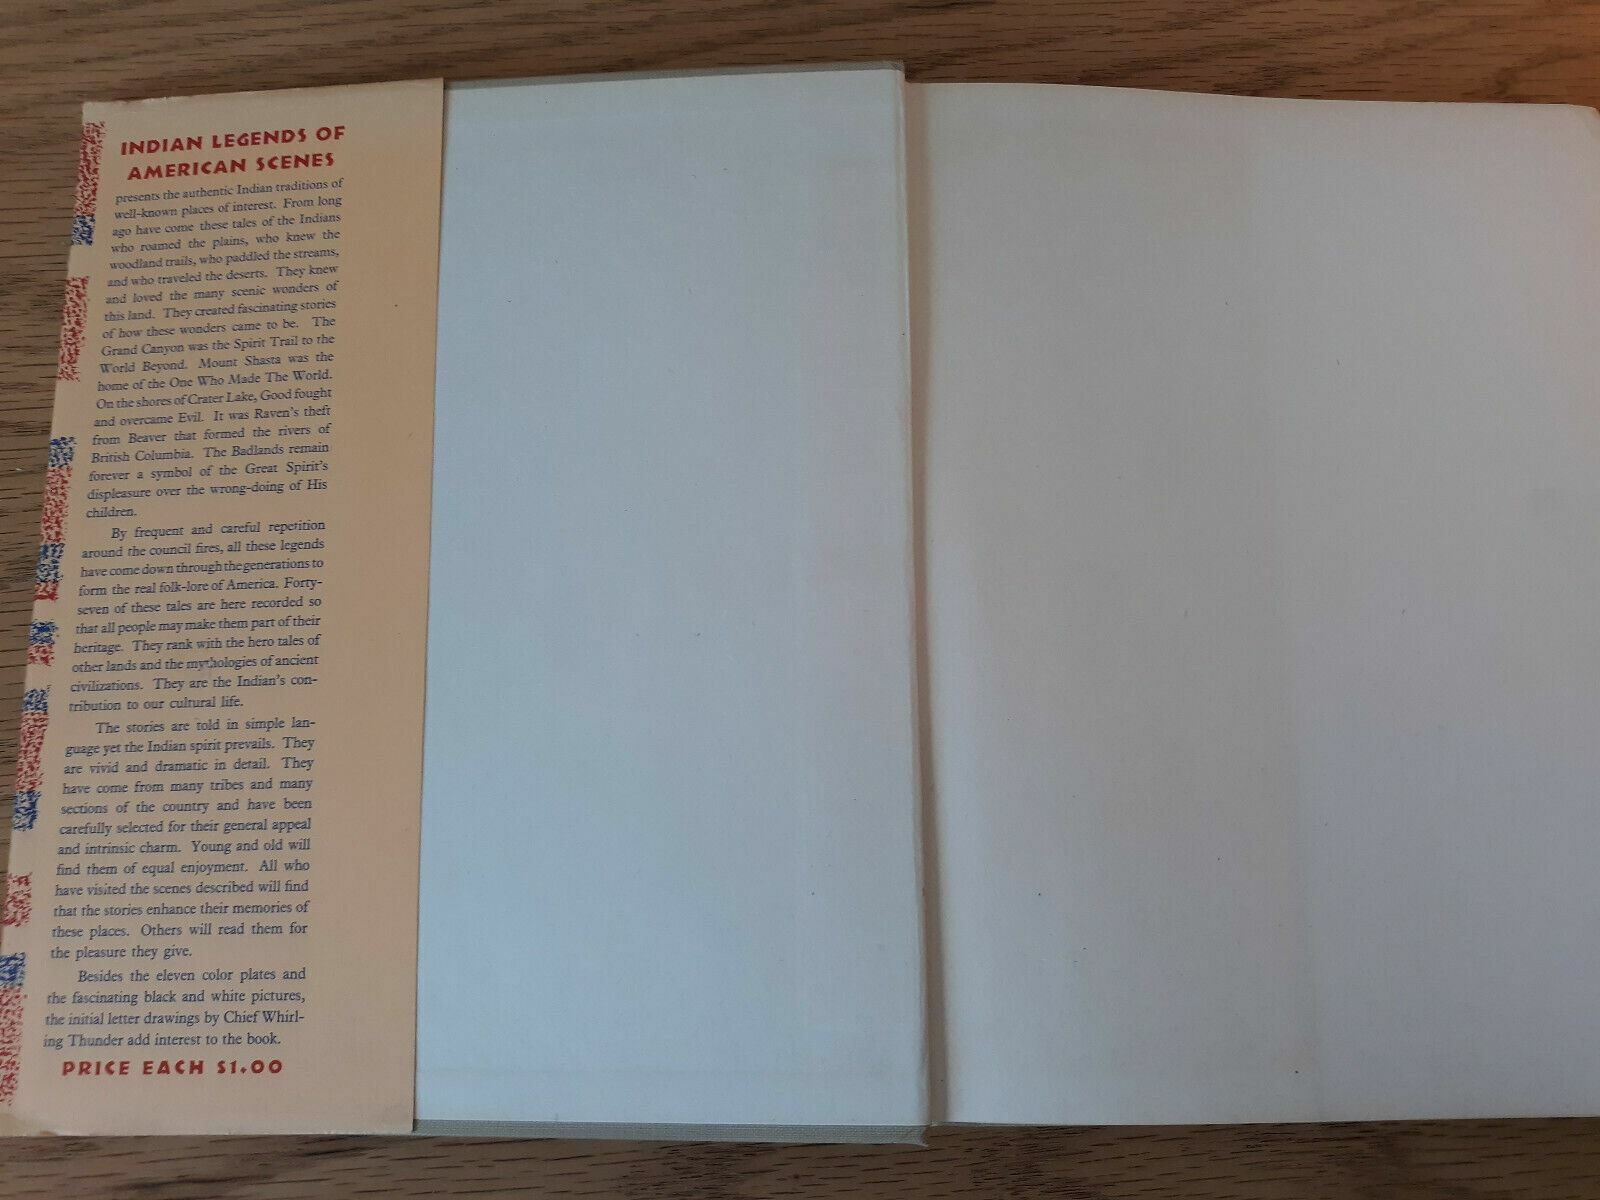 INDIAN LEGENDS OF
AMERICAN SCENES
presents the authentic Indian traditions of
well-known places of interest. From long
ago have come these tales of the Indians
who roamed the plains, who knew the
woodland trails, who paddled the streams,
and who traveled the deserts. They knew
and loved the many scenic wonders of
this land. They created fascinating stories
of how these wonders came to be. The
Grand Canyon was the Spirit Trail to the
World Beyond. Mount Shasta was the
home of the One Who Made The World.
On the shores of Crater Lake, Good fought
and overcame Evil. It was Raven's theft
from Beaver that formed the rivers of
British Columbia. The Badlands remain
forever a symbol of the Great Spirit's
displeasure over the wrong-doing of His
children.
By frequent and careful repetition
around the council fires, all these legends
have come down through the generations to
form the real folk-lore of America. Forty-
seven of these tales are here recorded so
that all people may make them part of their
heritage. They rank with the hero tales of
other lands and the mythologies of ancient
civilizations. They are the Indian's con-
tribution to our cultural life.
The stories are told in simple lan-
guage yet the Indian spirit prevails. They
are vivid and dramatic in detail. They
have come from many tribes and many
sections of the country and have been
carefully selected for their general appeal
and intrinsic charm. Young and old will
find them of equal enjoyment. All who
have visited the scenes described will find
that the stories enhance their memories of
these places. Others will read them for
the pleasure they give.
Besides the eleven color plates and
the fascinating black and white pictures,
the initial letter drawings by Chief Whirl-
ing Thunder add interest to the book.
PRICE EACH $1.00